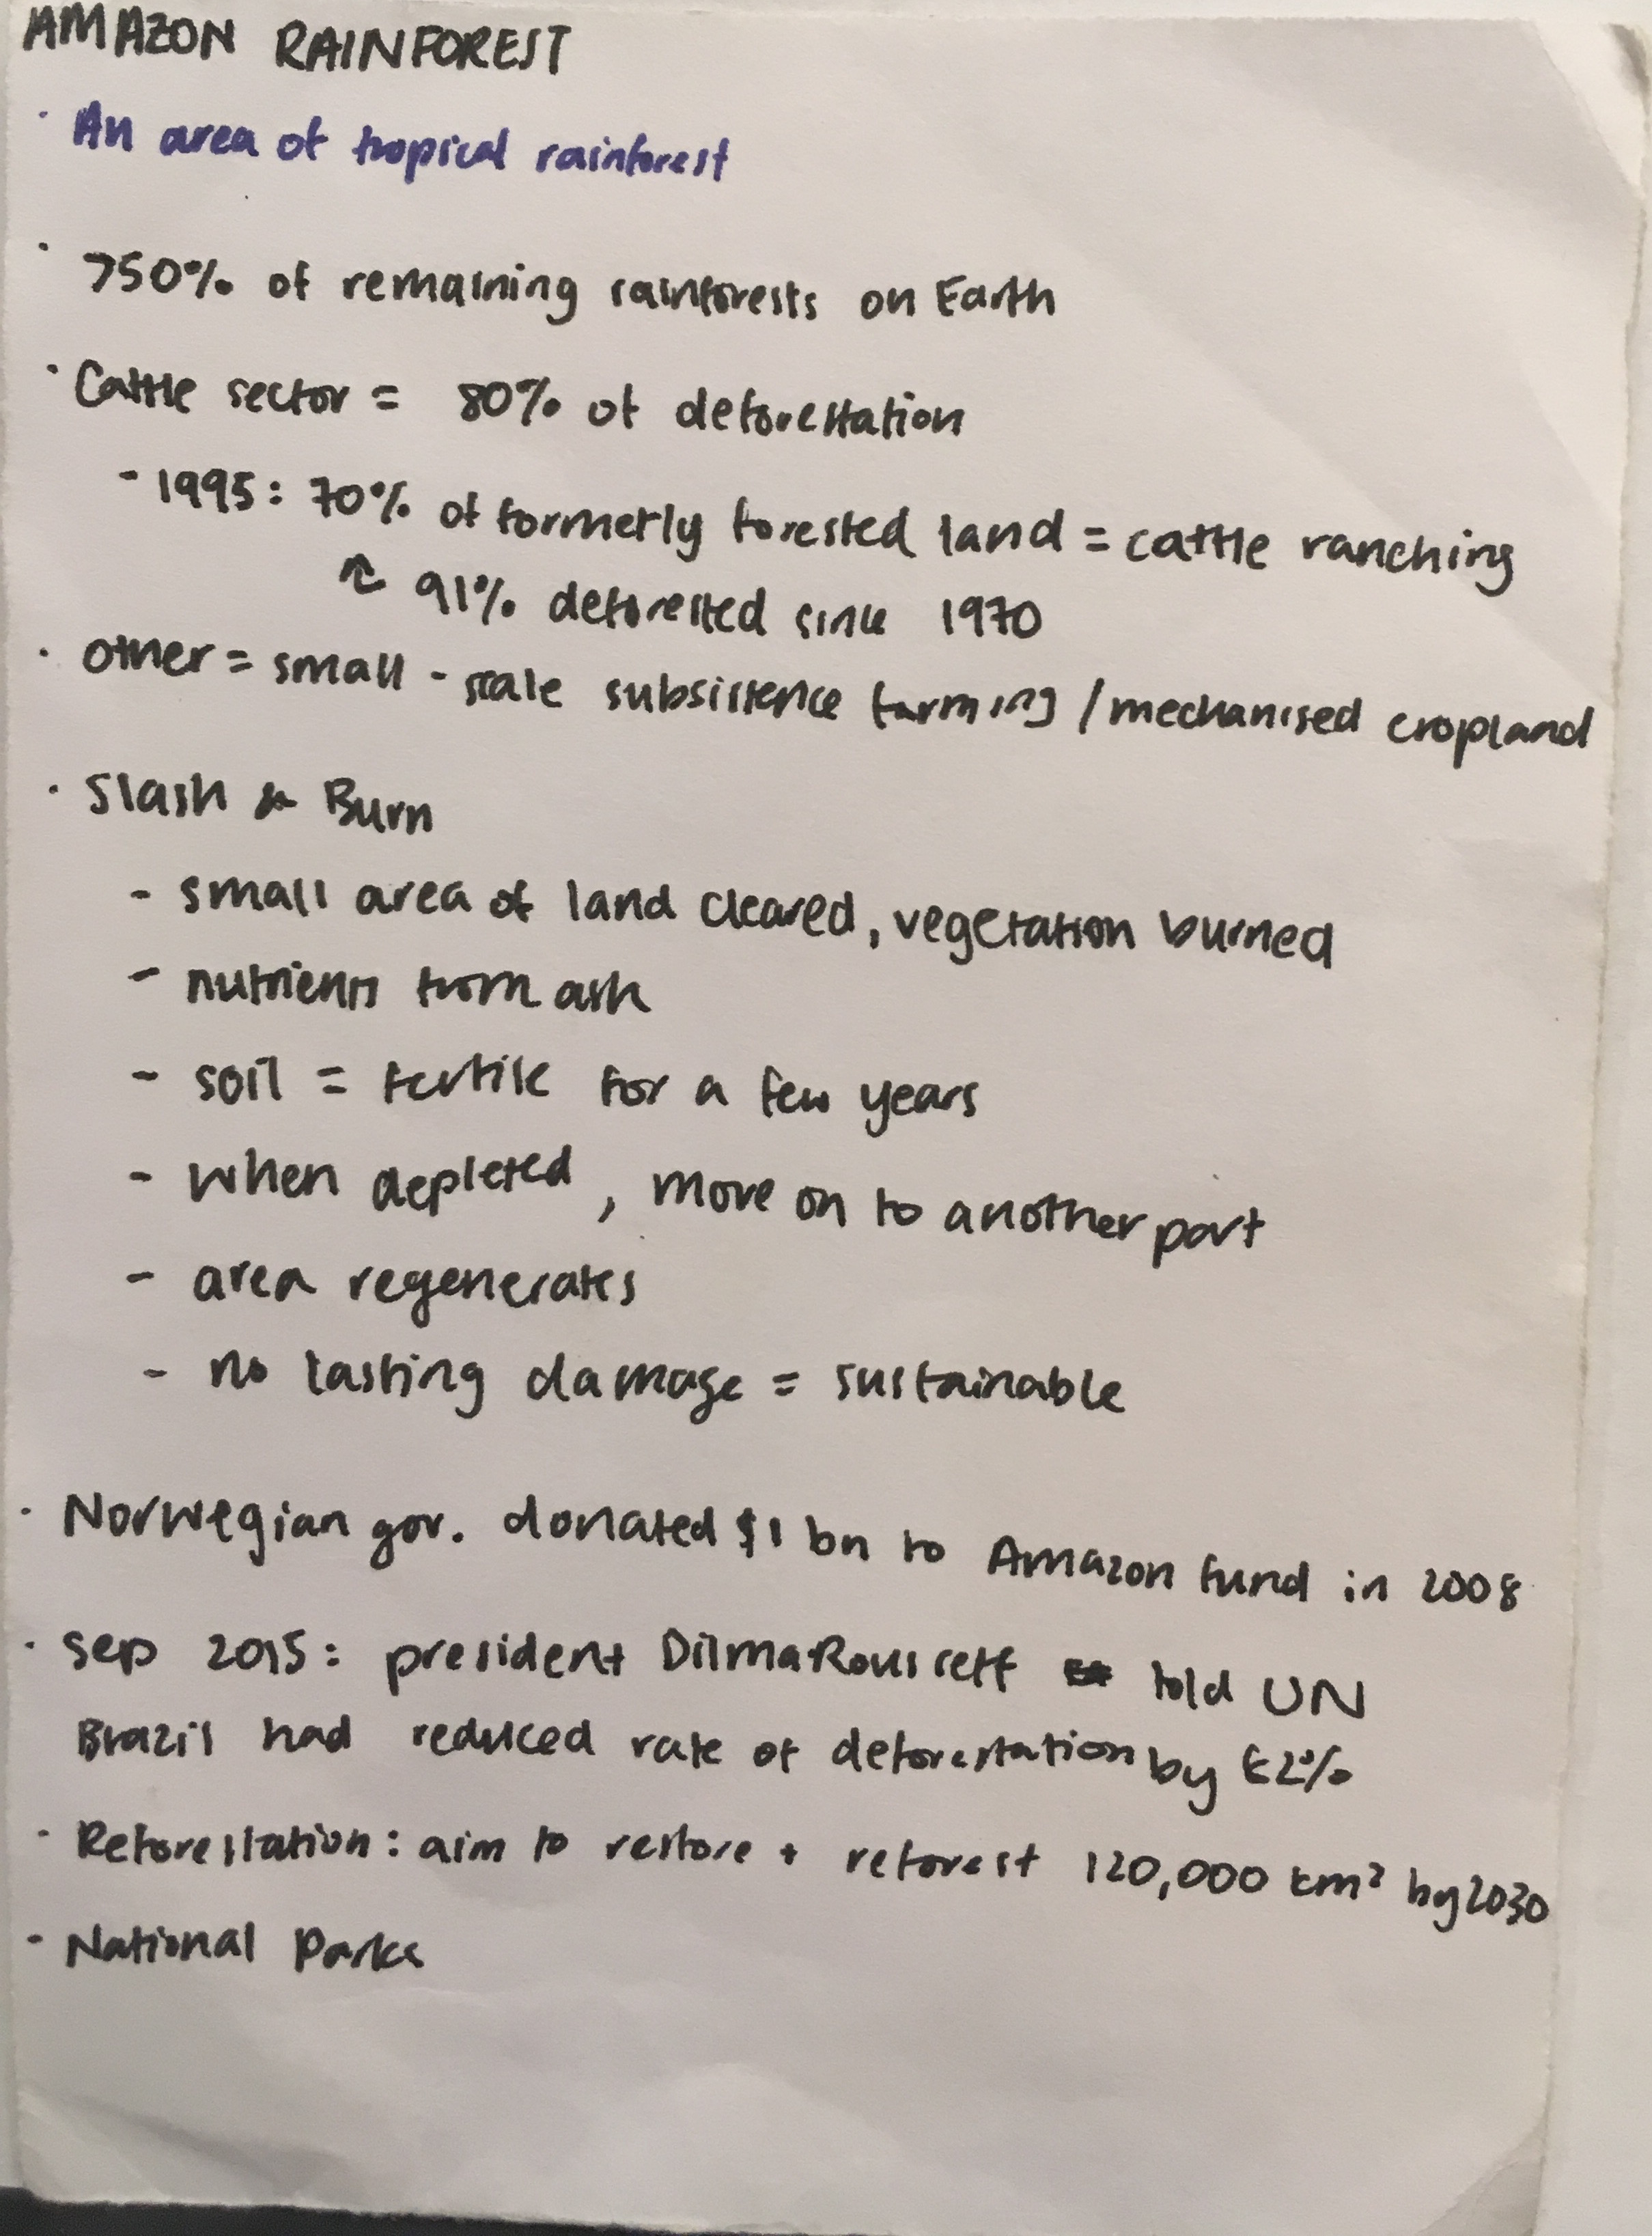 AMAZON RAINFOREST
· An area of tropical rainforest
· >50% of remaining rainforests on Earth
· Cattle sector = 80% of deforestation
- 1995: 70% of formerly forested land = cattle ranching
↑ 91% deforested since 1970
· other = small-scale subsistence farming / mechanised cropland
· Slash & Burn
- small area of land cleared, vegetation burned
- nutrients from ash
- soil = fertile for a few years
- when depleted, move on to another part
- area regenerates
- no lasting damage = sustainable
· Norwegian gov. donated $1 bn to Amazon fund in 2008
· Sep 2015: president Dilma Rousseff told UN
Brazil had reduced rate of deforestation by 82%
· Reforestation: aim to restore + reforest 120,000 km² by 2030
· National Parks